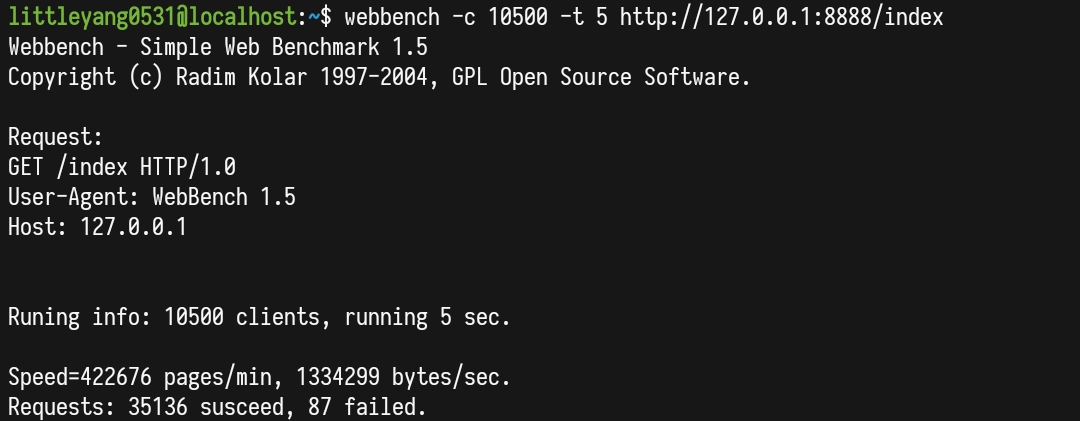 littleyang0531@localhost:~$ webbench -c 10500 -t 5 http://127.0.0.1:8888/index
Webbench - Simple Web Benchmark 1.5
Copyright (c) Radim Kolar 1997-2004, GPL Open Source Software.
Request:
GET /index HTTP/1.0
User-Agent: WebBench 1.5
Host: 127.0.0.1
Runing info: 10500 clients, running 5 sec.
Speed=422676 pages/min, 1334299 bytes/sec.
Requests: 35136 susceed, 87 failed.